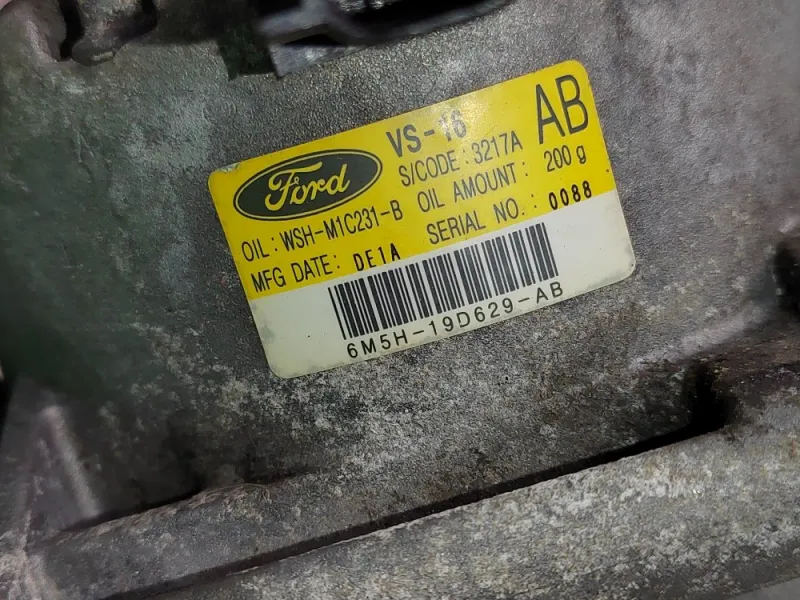 Ford
VS-16
AB
S/CODE : 3217A
OIL : WSH-M1C231-B
OIL AMOUNT : 200 g
MFG DATE: DE1A
SERIAL NO. : 0088
6M5H-19D629-AB